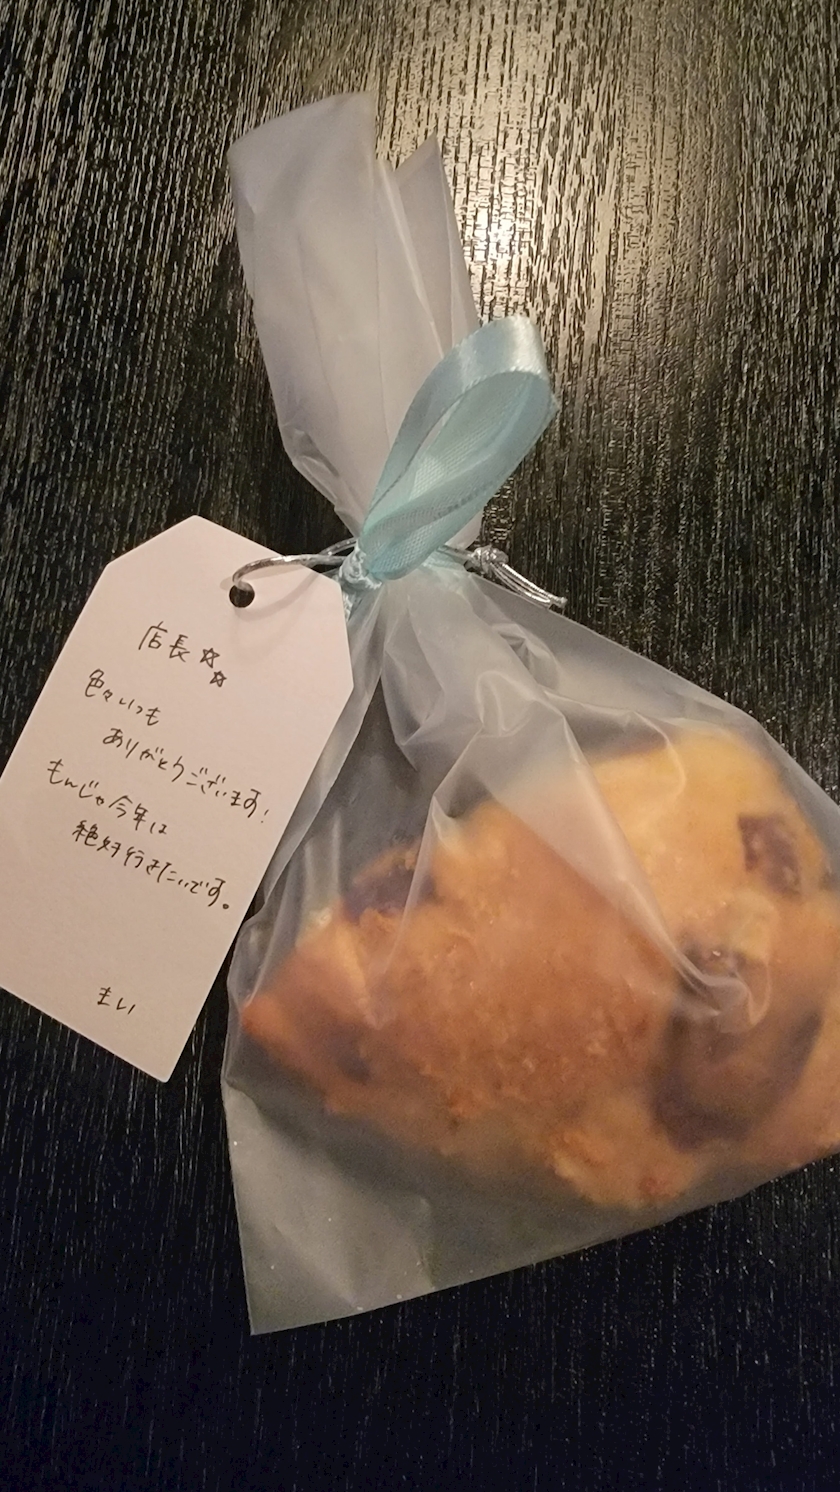 店長☆☆
色々いつも
ありがとうございます!
もんじゃ今年は
絶対行きたいです。
まい